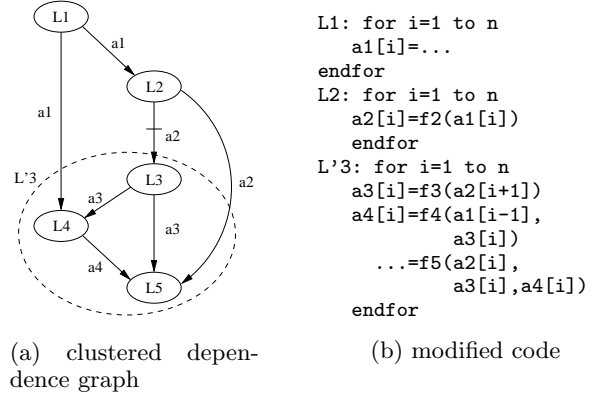 L1
a1
L2
a1
a2
L'3
L3
a2
a3
L4
a3
a4
L5
(a) clustered depen-
dence graph
L1: for i=1 to n
a1[i]=...
endfor
L2: for i=1 to n
a2[i]=f2(a1[i])
endfor
L'3: for i=1 to n
a3[i]=f3(a2[i+1])
a4[i]=f4(a1[i-1],
a3[i])
...=f5(a2[i],
a3[i],a4[i])
endfor
(b) modified code